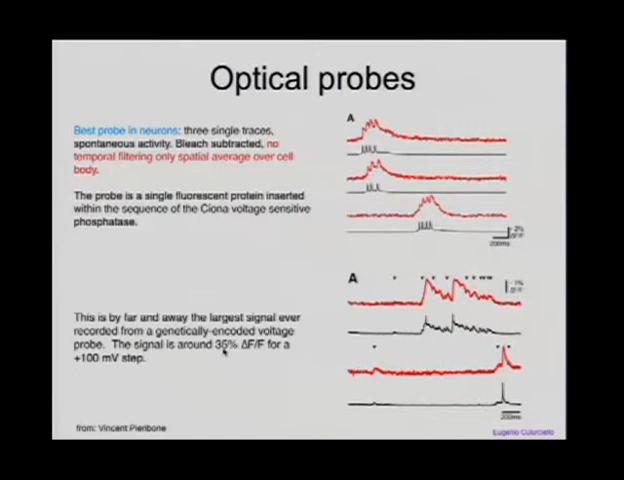 Optical probes
Best probe in neurons: three single traces,
spontaneous activity. Bleach subtracted, no
temporal filtering only spatial average over cell
body.
The probe is a single fluorescent protein inserted
within the sequence of the Ciona voltage sensitive
phosphatase.
This is by far and away the largest signal ever
recorded from a genetically-encoded voltage
probe. The signal is around 35% ΔF/F for a
+100 mV step.
from: Vincent Pieribone
A
200ms
A
200ms
Eugenio Culurciello